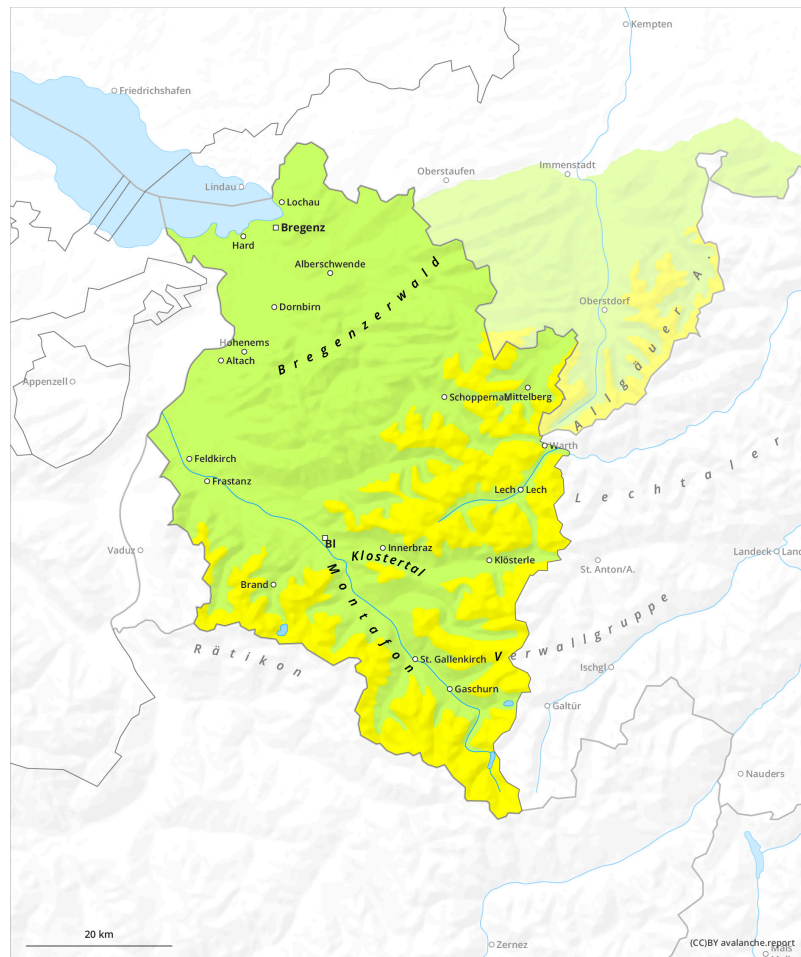 Kempten
Friedrichshafen
Oberstaufen
Immenstadt
Lindau
Lochau
Bregenz
Hard
Alberschwende
Bregenzerwald
Dornbirn
Oberstdorf
Allgäuer A.
Hohenems
Altach
Appenzell
Schoppernau
Mittelberg
Warth
Feldkirch
Frastanz
Lech
Lech
Lechtaler
Vaduz
Bl
Innerbraz
Klostertal
Klösterle
St. Anton/A.
Landeck
Brand
Montafon
Verwallgruppe
Rätikon
St. Gallenkirch
Ischgl
Gaschurn
Galtür
Nauders
20 km
Zernez
(CC)BY avalanche.report